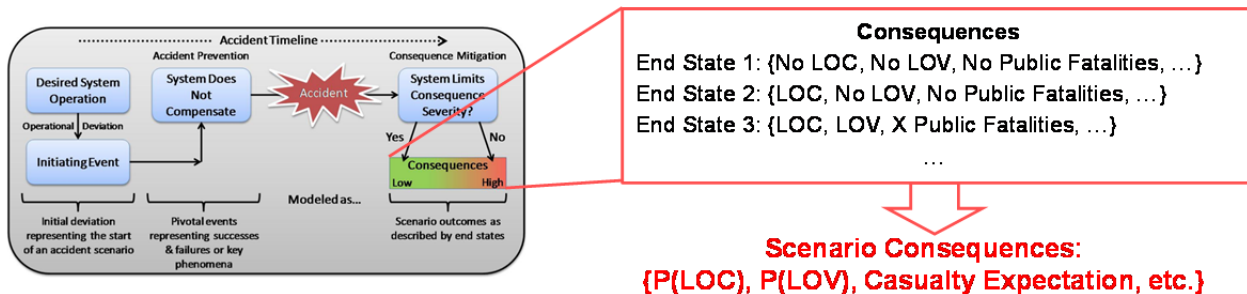 Accident Timeline
Accident Prevention
Consequence Mitigation
Desired System
Operation
System Does
Not
Compensate
Accident
System Limits
Consequence
Severity?
Operational Deviation
Initiating Event
Yes
No
Consequences
Low
High
Modeled as...
Initial deviation
representing the start
of an accident scenario
Pivotal events
representing successes
& failures or key
phenomena
Scenario outcomes as
described by end states
Consequences
End State 1: {No LOC, No LOV, No Public Fatalities, …}
End State 2: {LOC, No LOV, No Public Fatalities, …}
End State 3: {LOC, LOV, X Public Fatalities, …}
…
Scenario Consequences:
{P(LOC), P(LOV), Casualty Expectation, etc.}